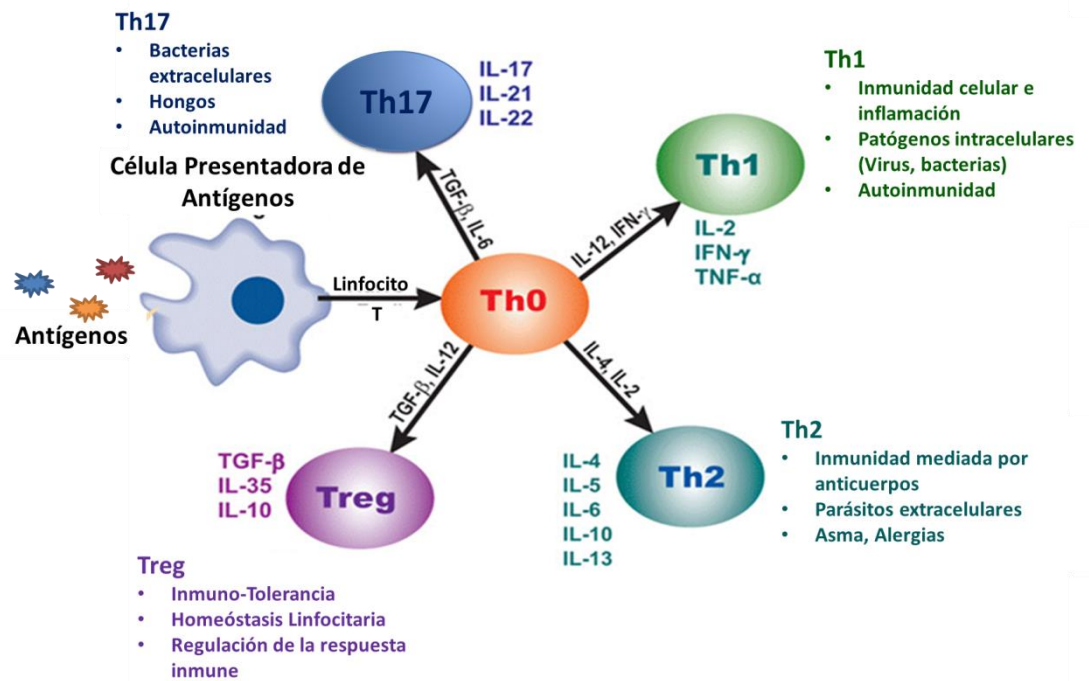 Th17
• Bacterias
extracelulares
• Hongos
• Autoinmunidad
Th17
IL-17
IL-21
IL-22
Th1
• Inmunidad celular e
inflamación
• Patógenos intracelulares
(Virus, bacterias)
• Autoinmunidad
Th1
IL-2
IFN-γ
TNF-α
Célula Presentadora de
Antígenos
Antígenos
Linfocito
T
Th0
TGF-β, IL-6
IL-12, IFN-γ
TGF-β, IL-12
IL-4, IL-2
TGF-β
IL-35
IL-10
Treg
Treg
• Inmuno-Tolerancia
• Homeóstasis Linfocitaria
• Regulación de la respuesta
inmune
IL-4
IL-5
IL-6
IL-10
IL-13
Th2
Th2
• Inmunidad mediada por
anticuerpos
• Parásitos extracelulares
• Asma, Alergias